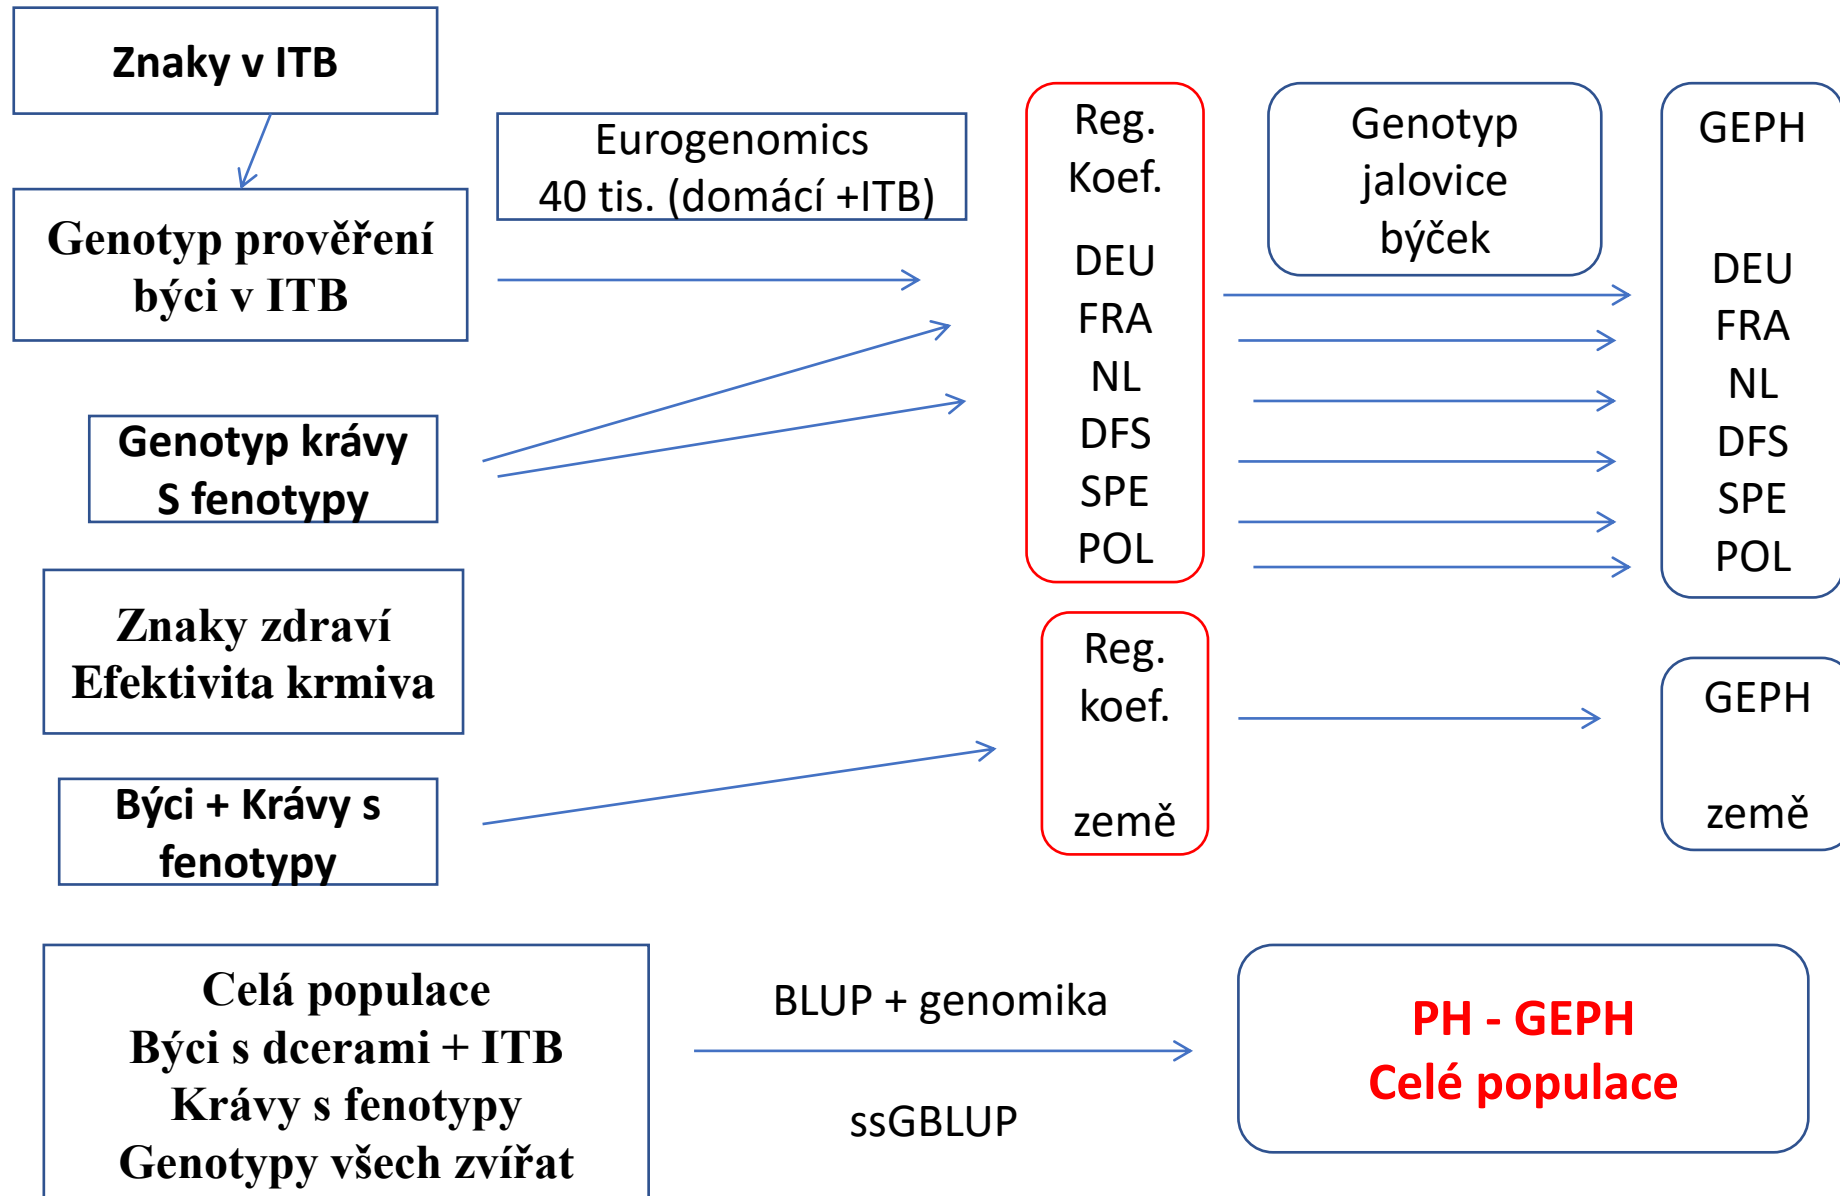 Znaky v ITB
Genotyp prověření
býci v ITB
Eurogenomics
40 tis. (domácí +ITB)
Genotyp krávy
S fenotypy
Reg.
Koef.
DEU
FRA
NL
DFS
SPE
POL
Genotyp
jalovice
býček
GEPH
DEU
FRA
NL
DFS
SPE
POL
Znaky zdraví
Efektivita krmiva
Býci + Krávy s
fenotypy
Reg.
koef.
země
GEPH
země
Celá populace
Býci s dcerami + ITB
Krávy s fenotypy
Genotypy všech zvířat
BLUP + genomika
ssGBLUP
PH - GEPH
Celé populace